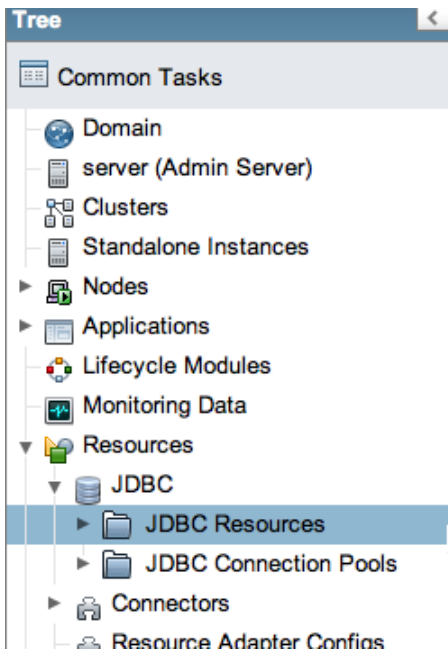 Tree
Common Tasks
Domain
server (Admin Server)
Clusters
Standalone Instances
Nodes
Applications
Lifecycle Modules
Monitoring Data
Resources
JDBC
JDBC Resources
JDBC Connection Pools
Connectors
Resource Adapter Configs